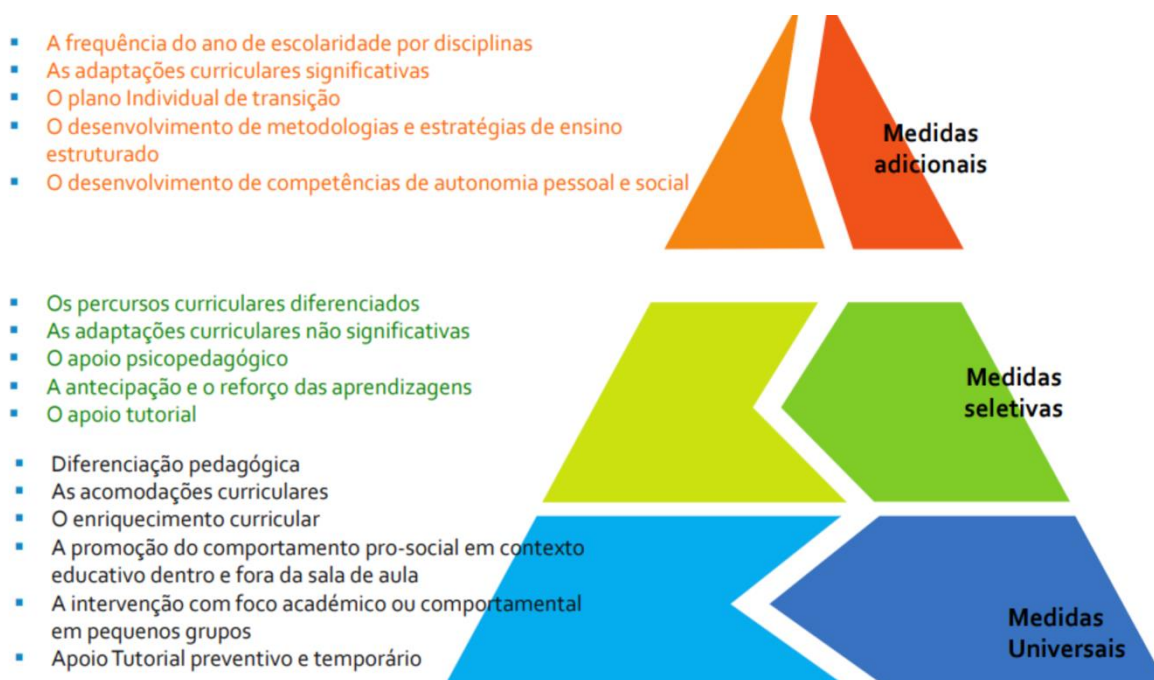 A frequência do ano de escolaridade por disciplinas
As adaptações curriculares significativas
O plano Individual de transição
O desenvolvimento de metodologias e estratégias de ensino
estruturado
O desenvolvimento de competências de autonomia pessoal e social
Medidas
adicionais
Os percursos curriculares diferenciados
As adaptações curriculares não significativas
O apoio psicopedagógico
A antecipação e o reforço das aprendizagens
O apoio tutorial
Medidas
seletivas
Diferenciação pedagógica
As acomodações curriculares
O enriquecimento curricular
A promoção do comportamento pro-social em contexto
educativo dentro e fora da sala de aula
A intervenção com foco académico ou comportamental
em pequenos grupos
Apoio Tutorial preventivo e temporário
Medidas
Universais